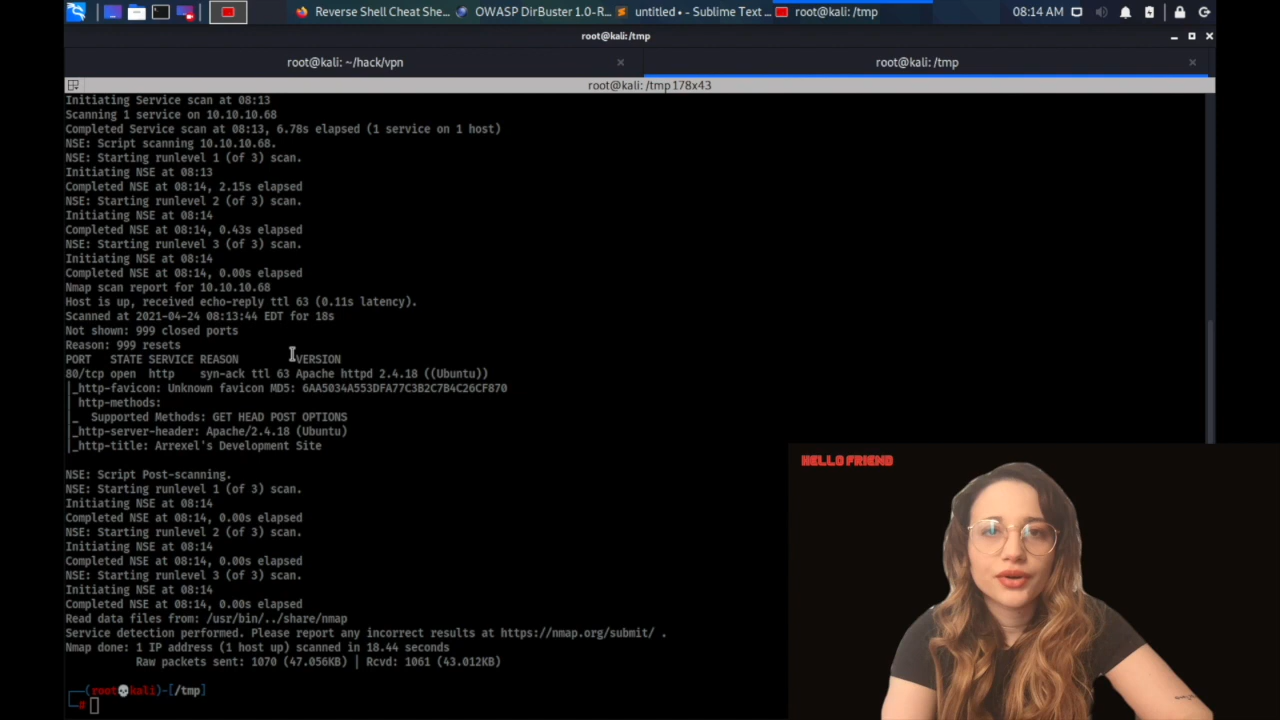 Reverse Shell Cheat She...
OWASP DirBuster 1.0-R...
untitled • - Sublime Text ...
root@kali: /tmp
08:14 AM
root@kali:/tmp
root@kali: ~/hack/vpn
root@kali: /tmp
root@kali: /tmp 178x43
Initiating Service scan at 08:13
Scanning 1 service on 10.10.10.68
Completed Service scan at 08:13, 6.78s elapsed (1 service on 1 host)
NSE: Script scanning 10.10.10.68.
NSE: Starting runlevel 1 (of 3) scan.
Initiating NSE at 08:13
Completed NSE at 08:14, 2.15s elapsed
NSE: Starting runlevel 2 (of 3) scan.
Initiating NSE at 08:14
Completed NSE at 08:14, 0.43s elapsed
NSE: Starting runlevel 3 (of 3) scan.
Initiating NSE at 08:14
Completed NSE at 08:14, 0.00s elapsed
Nmap scan report for 10.10.10.68
Host is up, received echo-reply ttl 63 (0.11s latency).
Scanned at 2021-04-24 08:13:44 EDT for 18s
Not shown: 999 closed ports
Reason: 999 resets
PORT STATE SERVICE REASON VERSION
80/tcp open http syn-ack ttl 63 Apache httpd 2.4.18 ((Ubuntu))
|_http-favicon: Unknown favicon MD5: 6AA5034A553DFA77C3B2C7B4C26CF870
| http-methods:
|_ Supported Methods: GET HEAD POST OPTIONS
|_http-server-header: Apache/2.4.18 (Ubuntu)
|_http-title: Arrexel's Development Site
NSE: Script Post-scanning.
NSE: Starting runlevel 1 (of 3) scan.
Initiating NSE at 08:14
Completed NSE at 08:14, 0.00s elapsed
NSE: Starting runlevel 2 (of 3) scan.
Initiating NSE at 08:14
Completed NSE at 08:14, 0.00s elapsed
NSE: Starting runlevel 3 (of 3) scan.
Initiating NSE at 08:14
Completed NSE at 08:14, 0.00s elapsed
Read data files from: /usr/bin/../share/nmap
Service detection performed. Please report any incorrect results at https://nmap.org/submit/ .
Nmap done: 1 IP address (1 host up) scanned in 18.44 seconds
Raw packets sent: 1070 (47.056KB) | Rcvd: 1061 (43.012KB)
(root💀kali)-[/tmp]
#
HELLO FRIEND